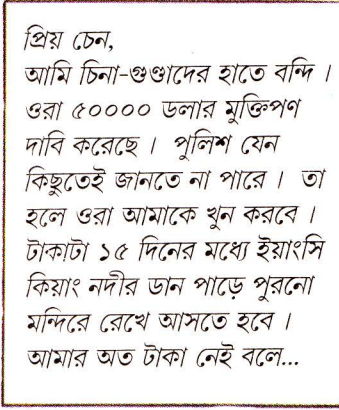 প্রিয় চেন,
আমি চিনা-গুণ্ডাদের হাতে বন্দি ।
ওরা ৫০০০০ ডলার মুক্তিপণ
দাবি করেছে । পুলিশ যেন
কিছুতেই জানতে না পারে । তা
হলে ওরা আমাকে খুন করবে ।
টাকাটা ১৫ দিনের মধ্যে ইয়াংসি
কিয়াং নদীর ডান পাড়ে পুরনো
মন্দিরে রেখে আসতে হবে ।
আমার অত টাকা নেই বলে...